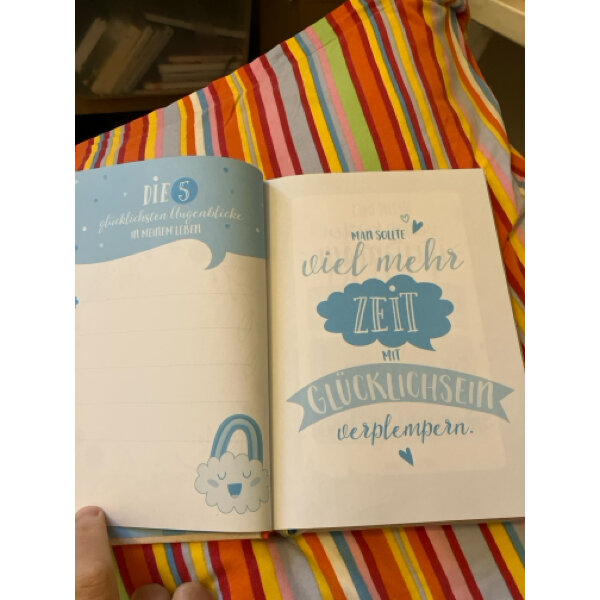 DIE 5
glücklichsten Augenblicke
IN MEINEM LEBEN
MAN SOLLTE
viel mehr
ZEIT
MIT
GLÜCKLICHSEIN
verplempern.